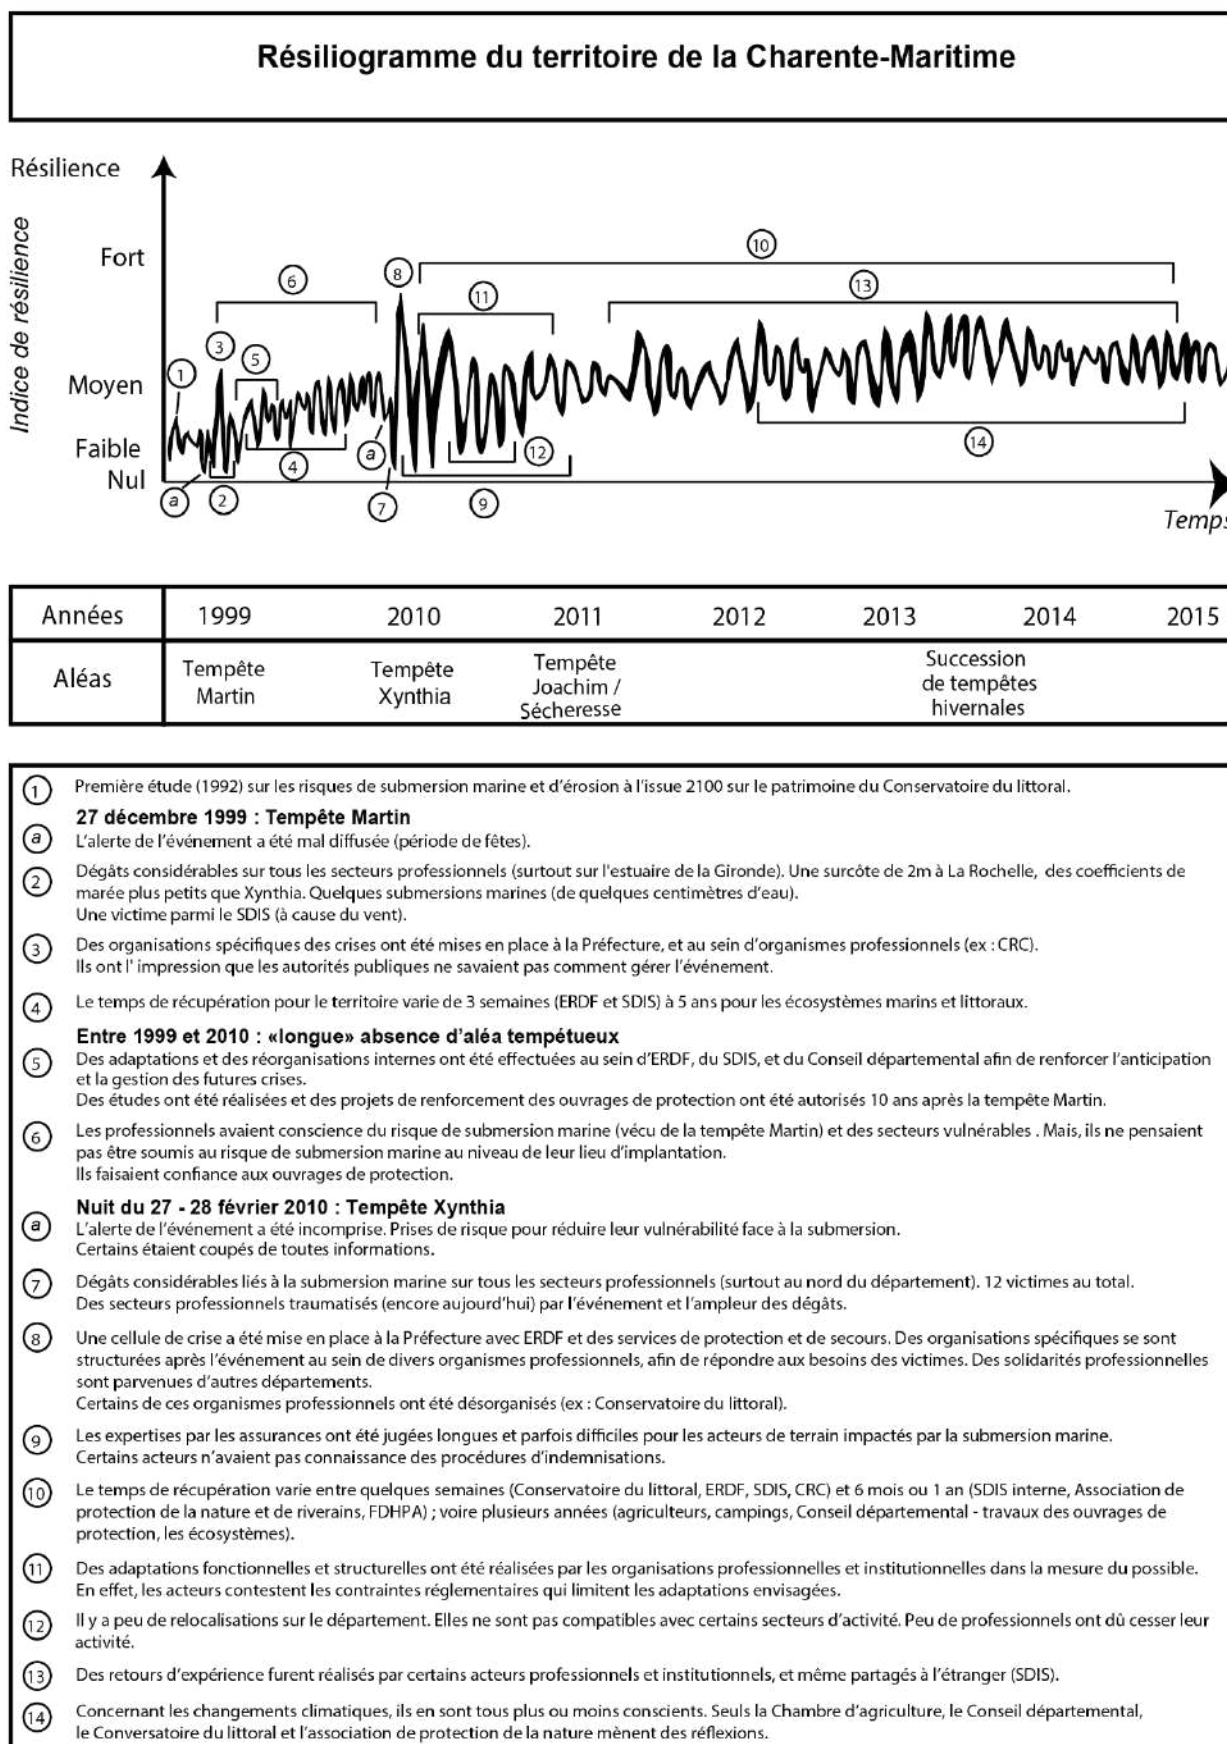 Résiliogramme du territoire de la Charente-Maritime
Résilience
Indice de résilience
Fort
Moyen
Faible
Nul
10
6
8
13
11
3
5
1
14
12
a
4
a
2
7
9
Temps
Années 1999 2010 2011 2012 2013 2014 2015
Aléas
Tempête
Martin
Tempête
Xynthia
Tempête
Joachim /
Sécheresse
Succession
de tempêtes
hivernales
1 Première étude (1992) sur les risques de submersion marine et d'érosion à l'issue 2100 sur le patrimoine du Conservatoire du littoral.
27 décembre 1999 : Tempête Martin
a L'alerte de l'événement a été mal diffusée (période de fêtes).
2 Dégâts considérables sur tous les secteurs professionnels (surtout sur l'estuaire de la Gironde). Une surcôte de 2m à La Rochelle, des coefficients de
marée plus petits que Xynthia. Quelques submersions marines (de quelques centimètres d'eau).
Une victime parmi le SDIS (à cause du vent).
3 Des organisations spécifiques des crises ont été mises en place à la Préfecture, et au sein d'organismes professionnels (ex : CRC).
Ils ont l' impression que les autorités publiques ne savaient pas comment gérer l'événement.
4 Le temps de récupération pour le territoire varie de 3 semaines (ERDF et SDIS) à 5 ans pour les écosystèmes marins et littoraux.
Entre 1999 et 2010 : «longue» absence d'aléa tempétueux
5 Des adaptations et des réorganisations internes ont été effectuées au sein d'ERDF, du SDIS, et du Conseil départemental afin de renforcer l'anticipation
et la gestion des futures crises.
Des études ont été réalisées et des projets de renforcement des ouvrages de protection ont été autorisés 10 ans après la tempête Martin.
6 Les professionnels avaient conscience du risque de submersion marine (vécu de la tempête Martin) et des secteurs vulnérables . Mais, ils ne pensaient
pas être soumis au risque de submersion marine au niveau de leur lieu d'implantation.
Ils faisaient confiance aux ouvrages de protection.
Nuit du 27 - 28 février 2010 : Tempête Xynthia
a L'alerte de l'événement a été incomprise. Prises de risque pour réduire leur vulnérabilité face à la submersion.
Certains étaient coupés de toutes informations.
7 Dégâts considérables liés à la submersion marine sur tous les secteurs professionnels (surtout au nord du département). 12 victimes au total.
Des secteurs professionnels traumatisés (encore aujourd'hui) par l'événement et l'ampleur des dégâts.
8 Une cellule de crise a été mise en place à la Préfecture avec ERDF et des services de protection et de secours. Des organisations spécifiques se sont
structurées après l'événement au sein de divers organismes professionnels, afin de répondre aux besoins des victimes. Des solidarités professionnelles
sont parvenues d'autres départements.
Certains de ces organismes professionnels ont été désorganisés (ex : Conservatoire du littoral).
9 Les expertises par les assurances ont été jugées longues et parfois difficiles pour les acteurs de terrain impactés par la submersion marine.
Certains acteurs n'avaient pas connaissance des procédures d'indemnisations.
10 Le temps de récupération varie entre quelques semaines (Conservatoire du littoral, ERDF, SDIS, CRC) et 6 mois ou 1 an (SDIS interne, Association de
protection de la nature et de riverains, FDHPA) ; voire plusieurs années (agriculteurs, campings, Conseil départemental - travaux des ouvrages de
protection, les écosystèmes).
11 Des adaptations fonctionnelles et structurelles ont été réalisées par les organisations professionnelles et institutionnelles dans la mesure du possible.
En effet, les acteurs contestent les contraintes réglementaires qui limitent les adaptations envisagées.
12 Il y a peu de relocalisations sur le département. Elles ne sont pas compatibles avec certains secteurs d'activité. Peu de professionnels ont dû cesser leur
activité.
13 Des retours d'expérience furent réalisés par certains acteurs professionnels et institutionnels, et même partagés à l'étranger (SDIS).
14 Concernant les changements climatiques, ils en sont tous plus ou moins conscients. Seuls la Chambre d'agriculture, le Conseil départemental,
le Conversatoire du littoral et l'association de protection de la nature mènent des réflexions.